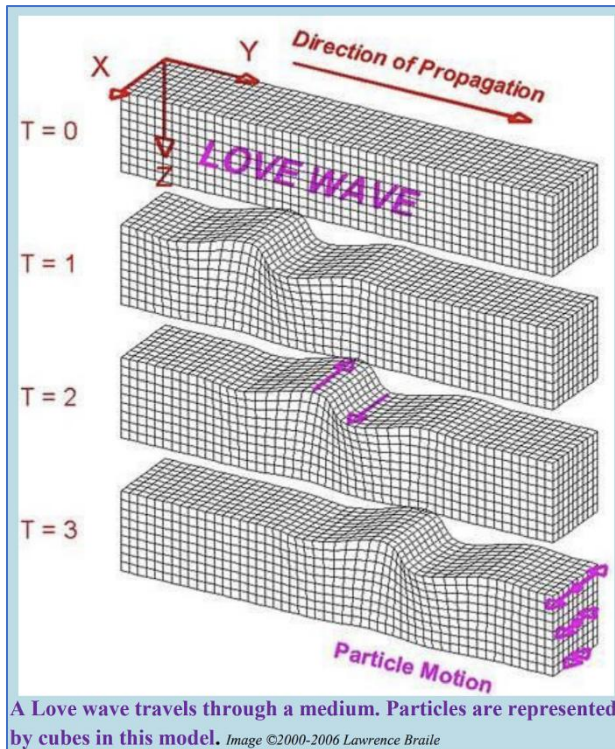 Direction of Propagation
X
Y
T = 0
Z
LOVE WAVE
T = 1
T = 2
T = 3
Particle Motion
A Love wave travels through a medium. Particles are represented
by cubes in this model. Image ©2000-2006 Lawrence Braile